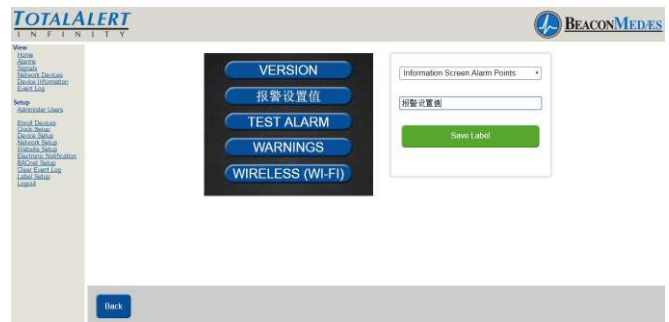 TOTALALERT
INFINITY
BEACONMEDÆS
View
Home
Alarms
Signals
Network Devices
Device Information
Event Log
Setup
Administer Users
Enroll Devices
Clock Setup
Device Setup
Network Setup
Website Setup
Electronic Notification
BACnet Setup
Clear Event Log
Label Setup
Logout
VERSION
报警设置值
TEST ALARM
WARNINGS
WIRELESS (WI-FI)
Information Screen Alarm Points
报警设置值
Save Label
Back